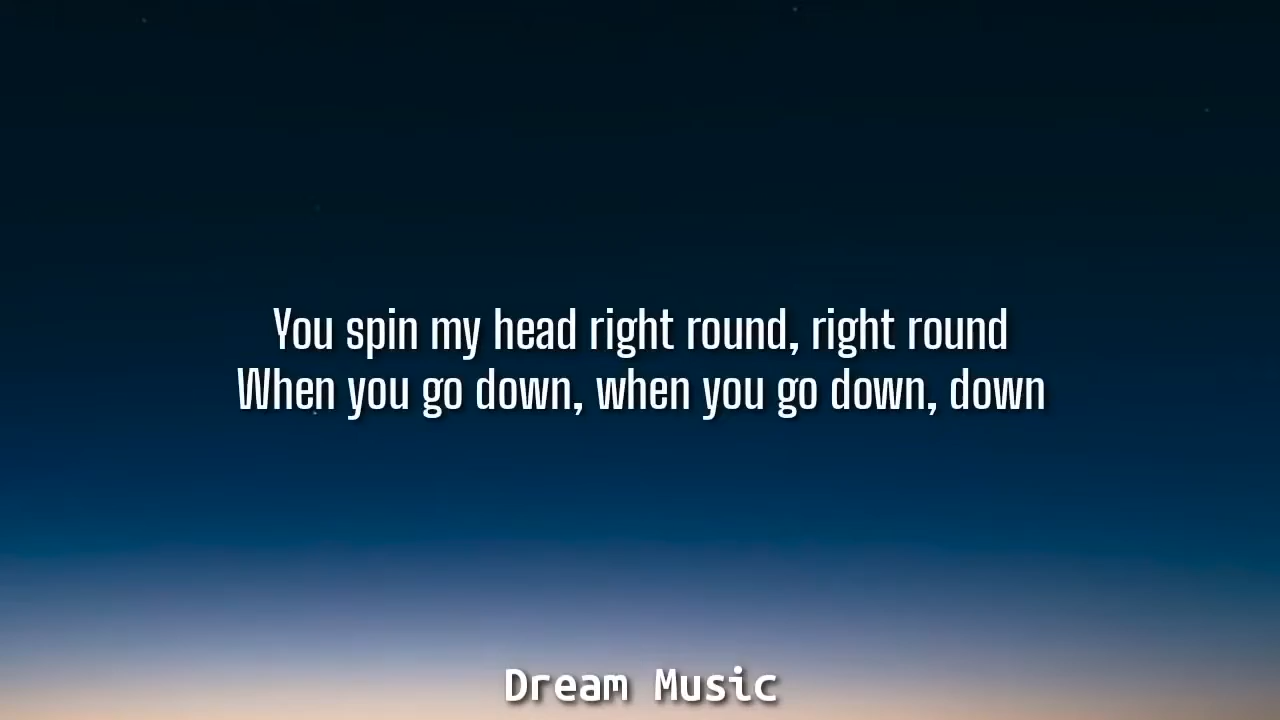 You spin my head right round, right round
When you go down, when you go down, down
Dream Music